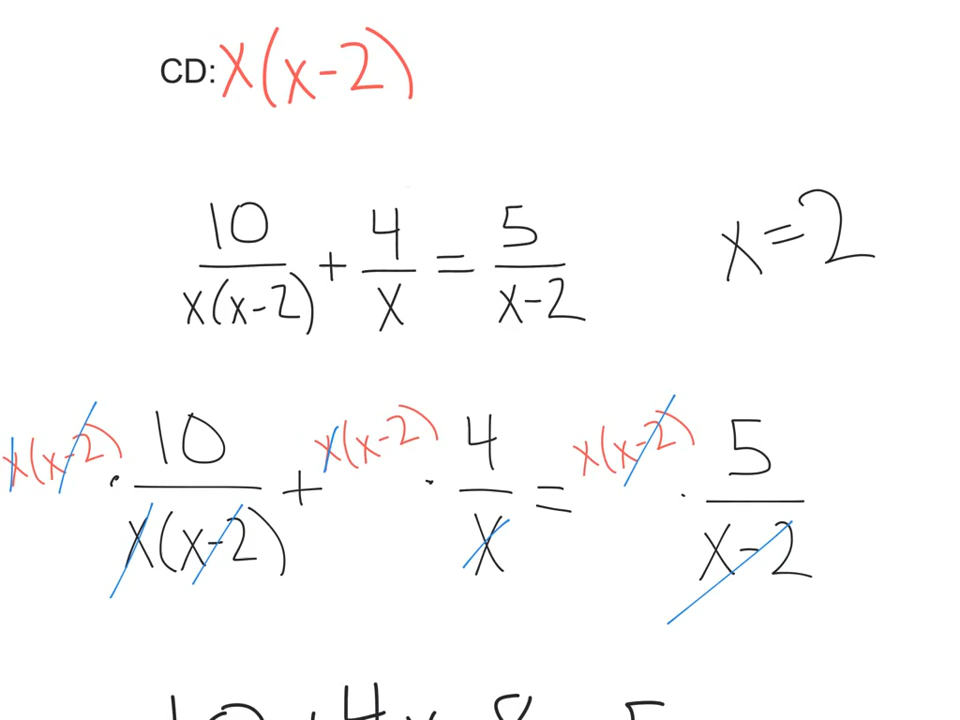 CD: x(x-2)
10/(x(x-2)) + 4/x = 5/(x-2)    x=2
x(x-2) · 10/(x(x-2)) + x(x-2) · 4/x = x(x-2) · 5/(x-2)